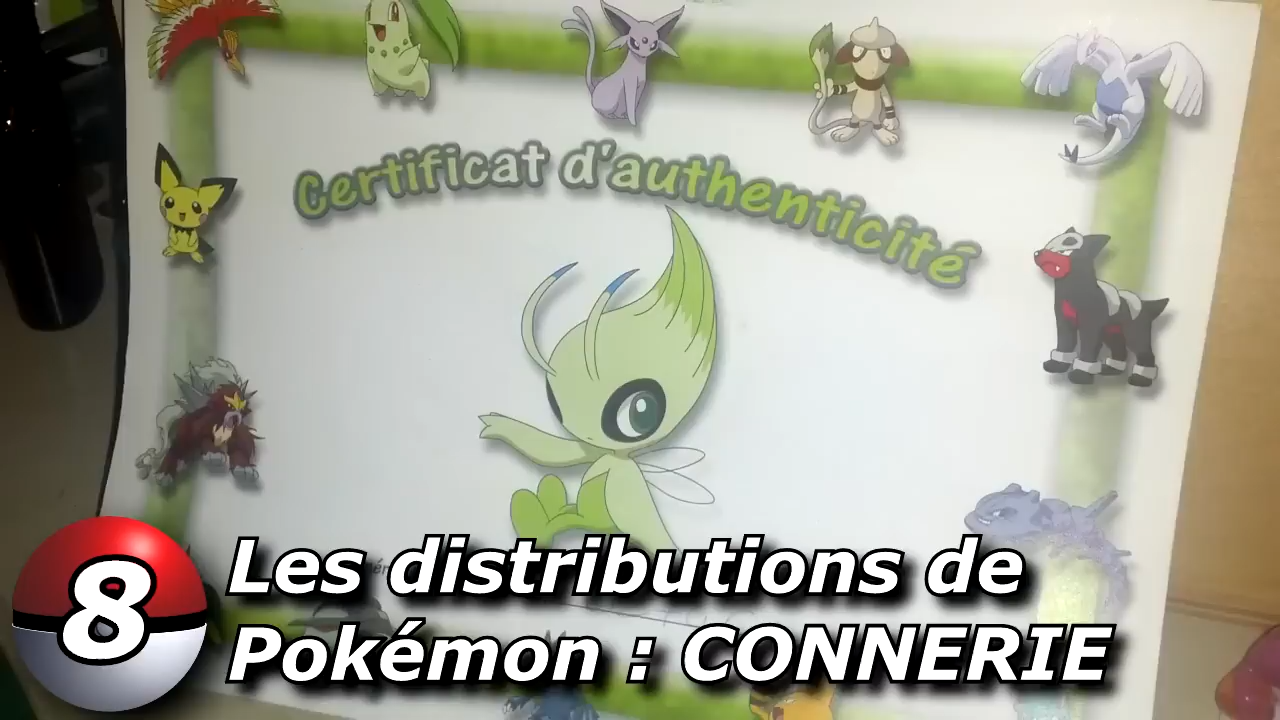 Certificat d'authenticité
8
Les distributions de
Pokémon : CONNERIE